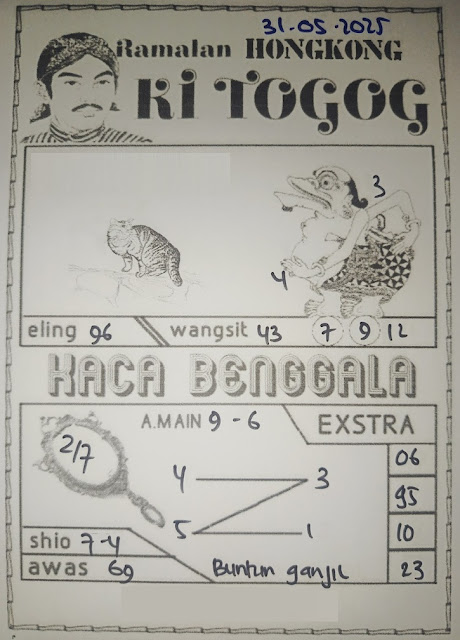 31-05-2025
Ramalan HONGKONG
KI TOGOG
3
4
eling 96 wangsit 43 7 9 12
KACA BENGGALA
A.MAIN 9 - 6 EXSTRA
2/7
4 3
5 1
06
95
10
23
shio 7-4
awas 69
Buntun ganjil